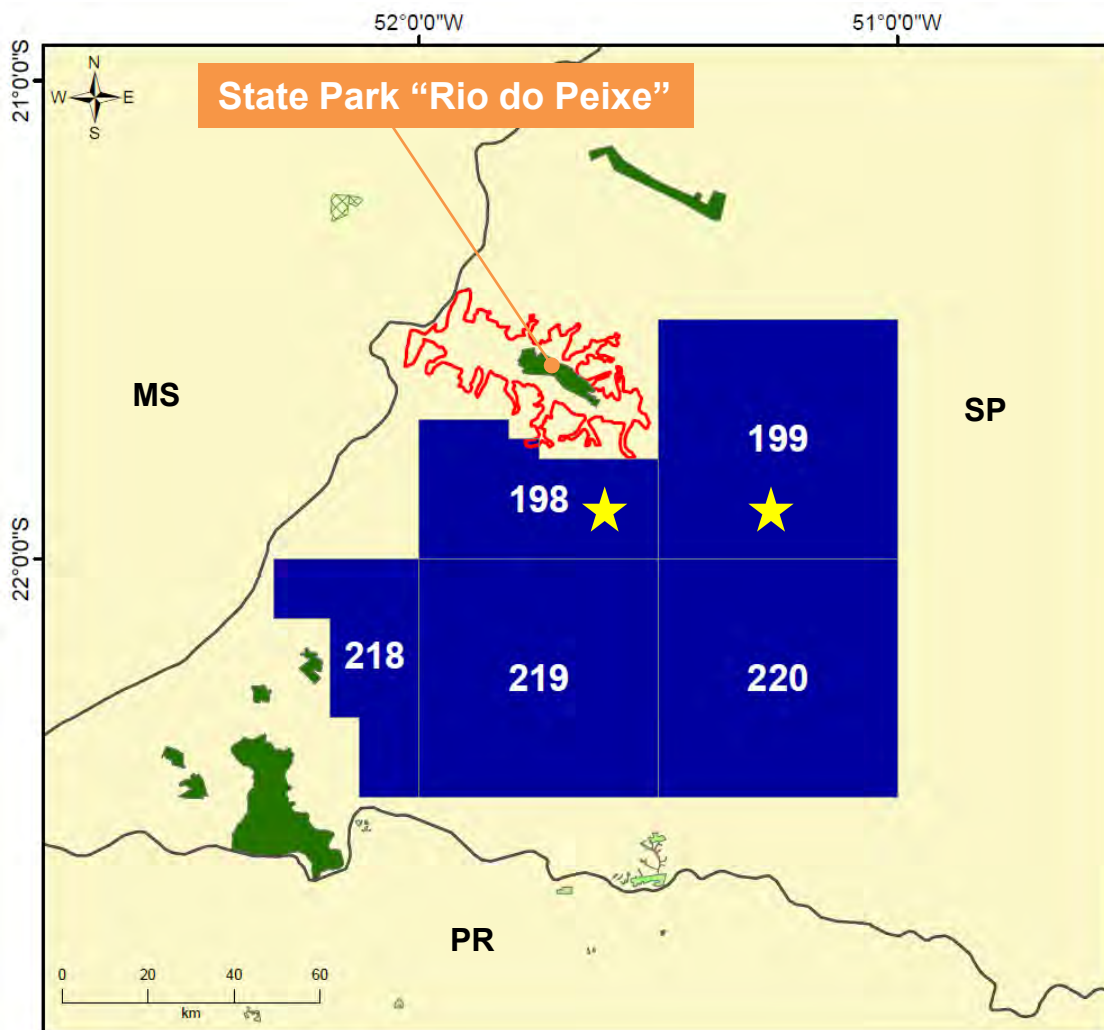 52°0'0"W
51°0'0"W
21°0'0"S
N
W
E
S
State Park “Rio do Peixe”
MS
SP
199
198
22°0'0"S
218
219
220
PR
0 20 40 60
km